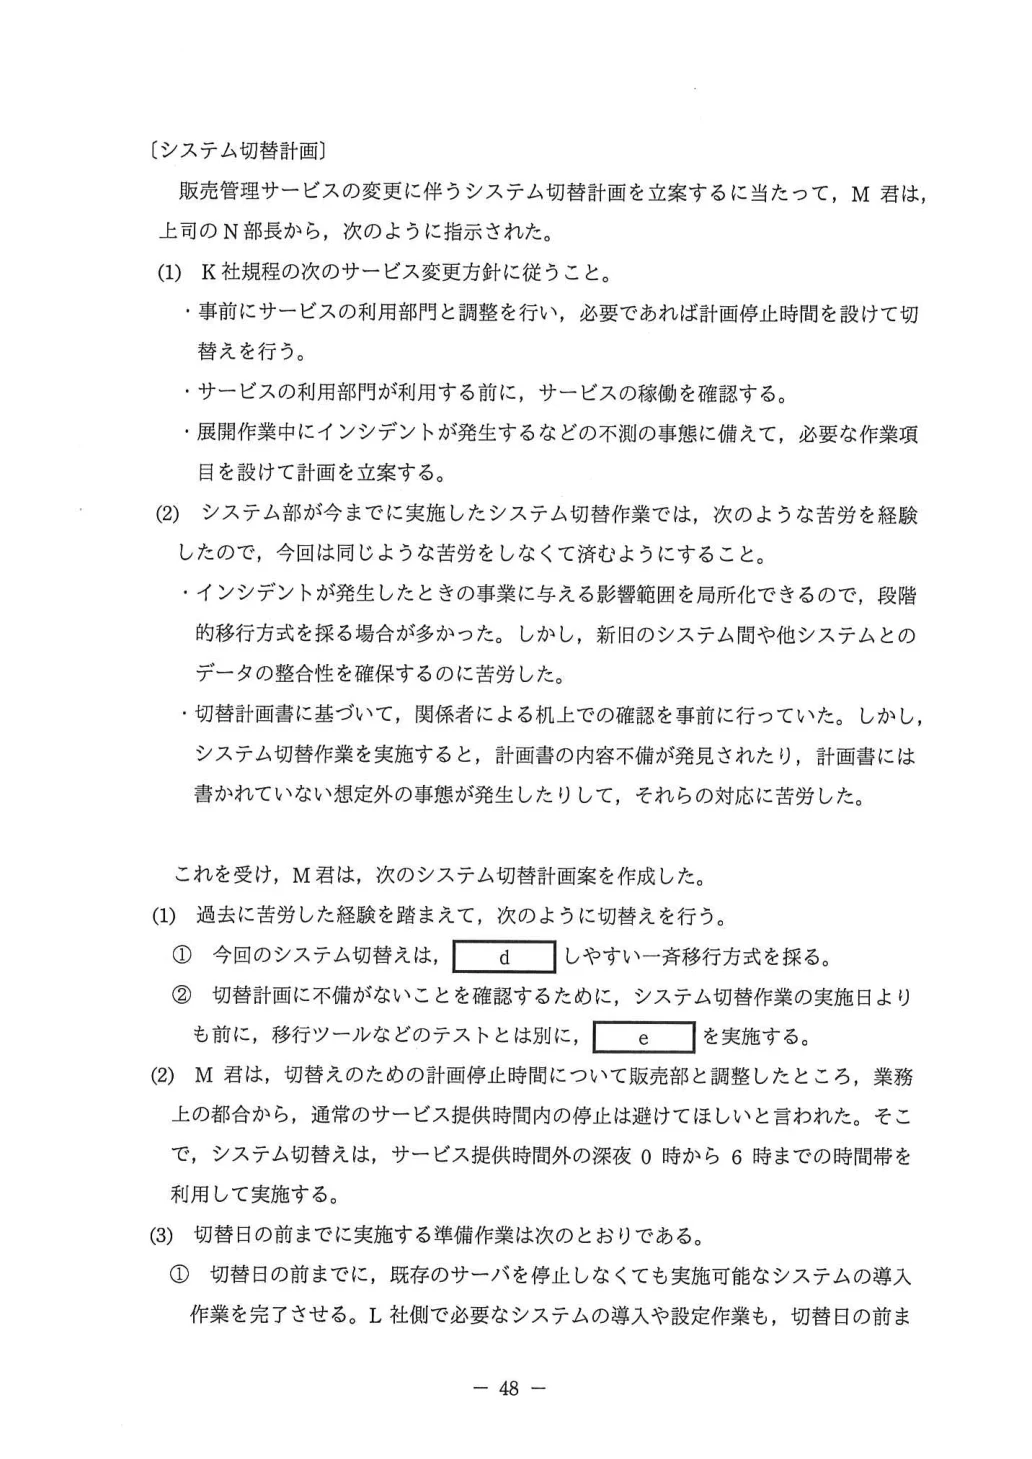 〔システム切替計画〕
販売管理サービスの変更に伴うシステム切替計画を立案するに当たって，M 君は，
上司の N 部長から，次のように指示された。
(1) K 社規程の次のサービス変更方針に従うこと。
・事前にサービスの利用部門と調整を行い，必要であれば計画停止時間を設けて切
替えを行う。
・サービスの利用部門が利用する前に，サービスの稼働を確認する。
・展開作業中にインシデントが発生するなどの不測の事態に備えて，必要な作業項
目を設けて計画を立案する。
(2) システム部が今までに実施したシステム切替作業では，次のような苦労を経験
したので，今回は同じような苦労をしなくて済むようにすること。
・インシデントが発生したときの事業に与える影響範囲を局所化できるので，段階
的移行方式を採る場合が多かった。しかし，新旧のシステム間や他システムとの
データの整合性を確保するのに苦労した。
・切替計画書に基づいて，関係者による机上での確認を事前に行っていた。しかし，
システム切替作業を実施すると，計画書の内容不備が発見されたり，計画書には
書かれていない想定外の事態が発生したりして，それらの対応に苦労した。
これを受け，M 君は，次のシステム切替計画案を作成した。
(1) 過去に苦労した経験を踏まえて，次のように切替えを行う。
① 今回のシステム切替えは， d しやすい一斉移行方式を採る。
② 切替計画に不備がないことを確認するために，システム切替作業の実施日より
も前に，移行ツールなどのテストとは別に， e を実施する。
(2) M 君は，切替えのための計画停止時間について販売部と調整したところ，業務
上の都合から，通常のサービス提供時間内の停止は避けてほしいと言われた。そこ
で，システム切替えは，サービス提供時間外の深夜 0 時から 6 時までの時間帯を
利用して実施する。
(3) 切替日の前までに実施する準備作業は次のとおりである。
① 切替日の前までに，既存のサーバを停止しなくても実施可能なシステムの導入
作業を完了させる。L 社側で必要なシステムの導入や設定作業も，切替日の前ま
－ 48 －